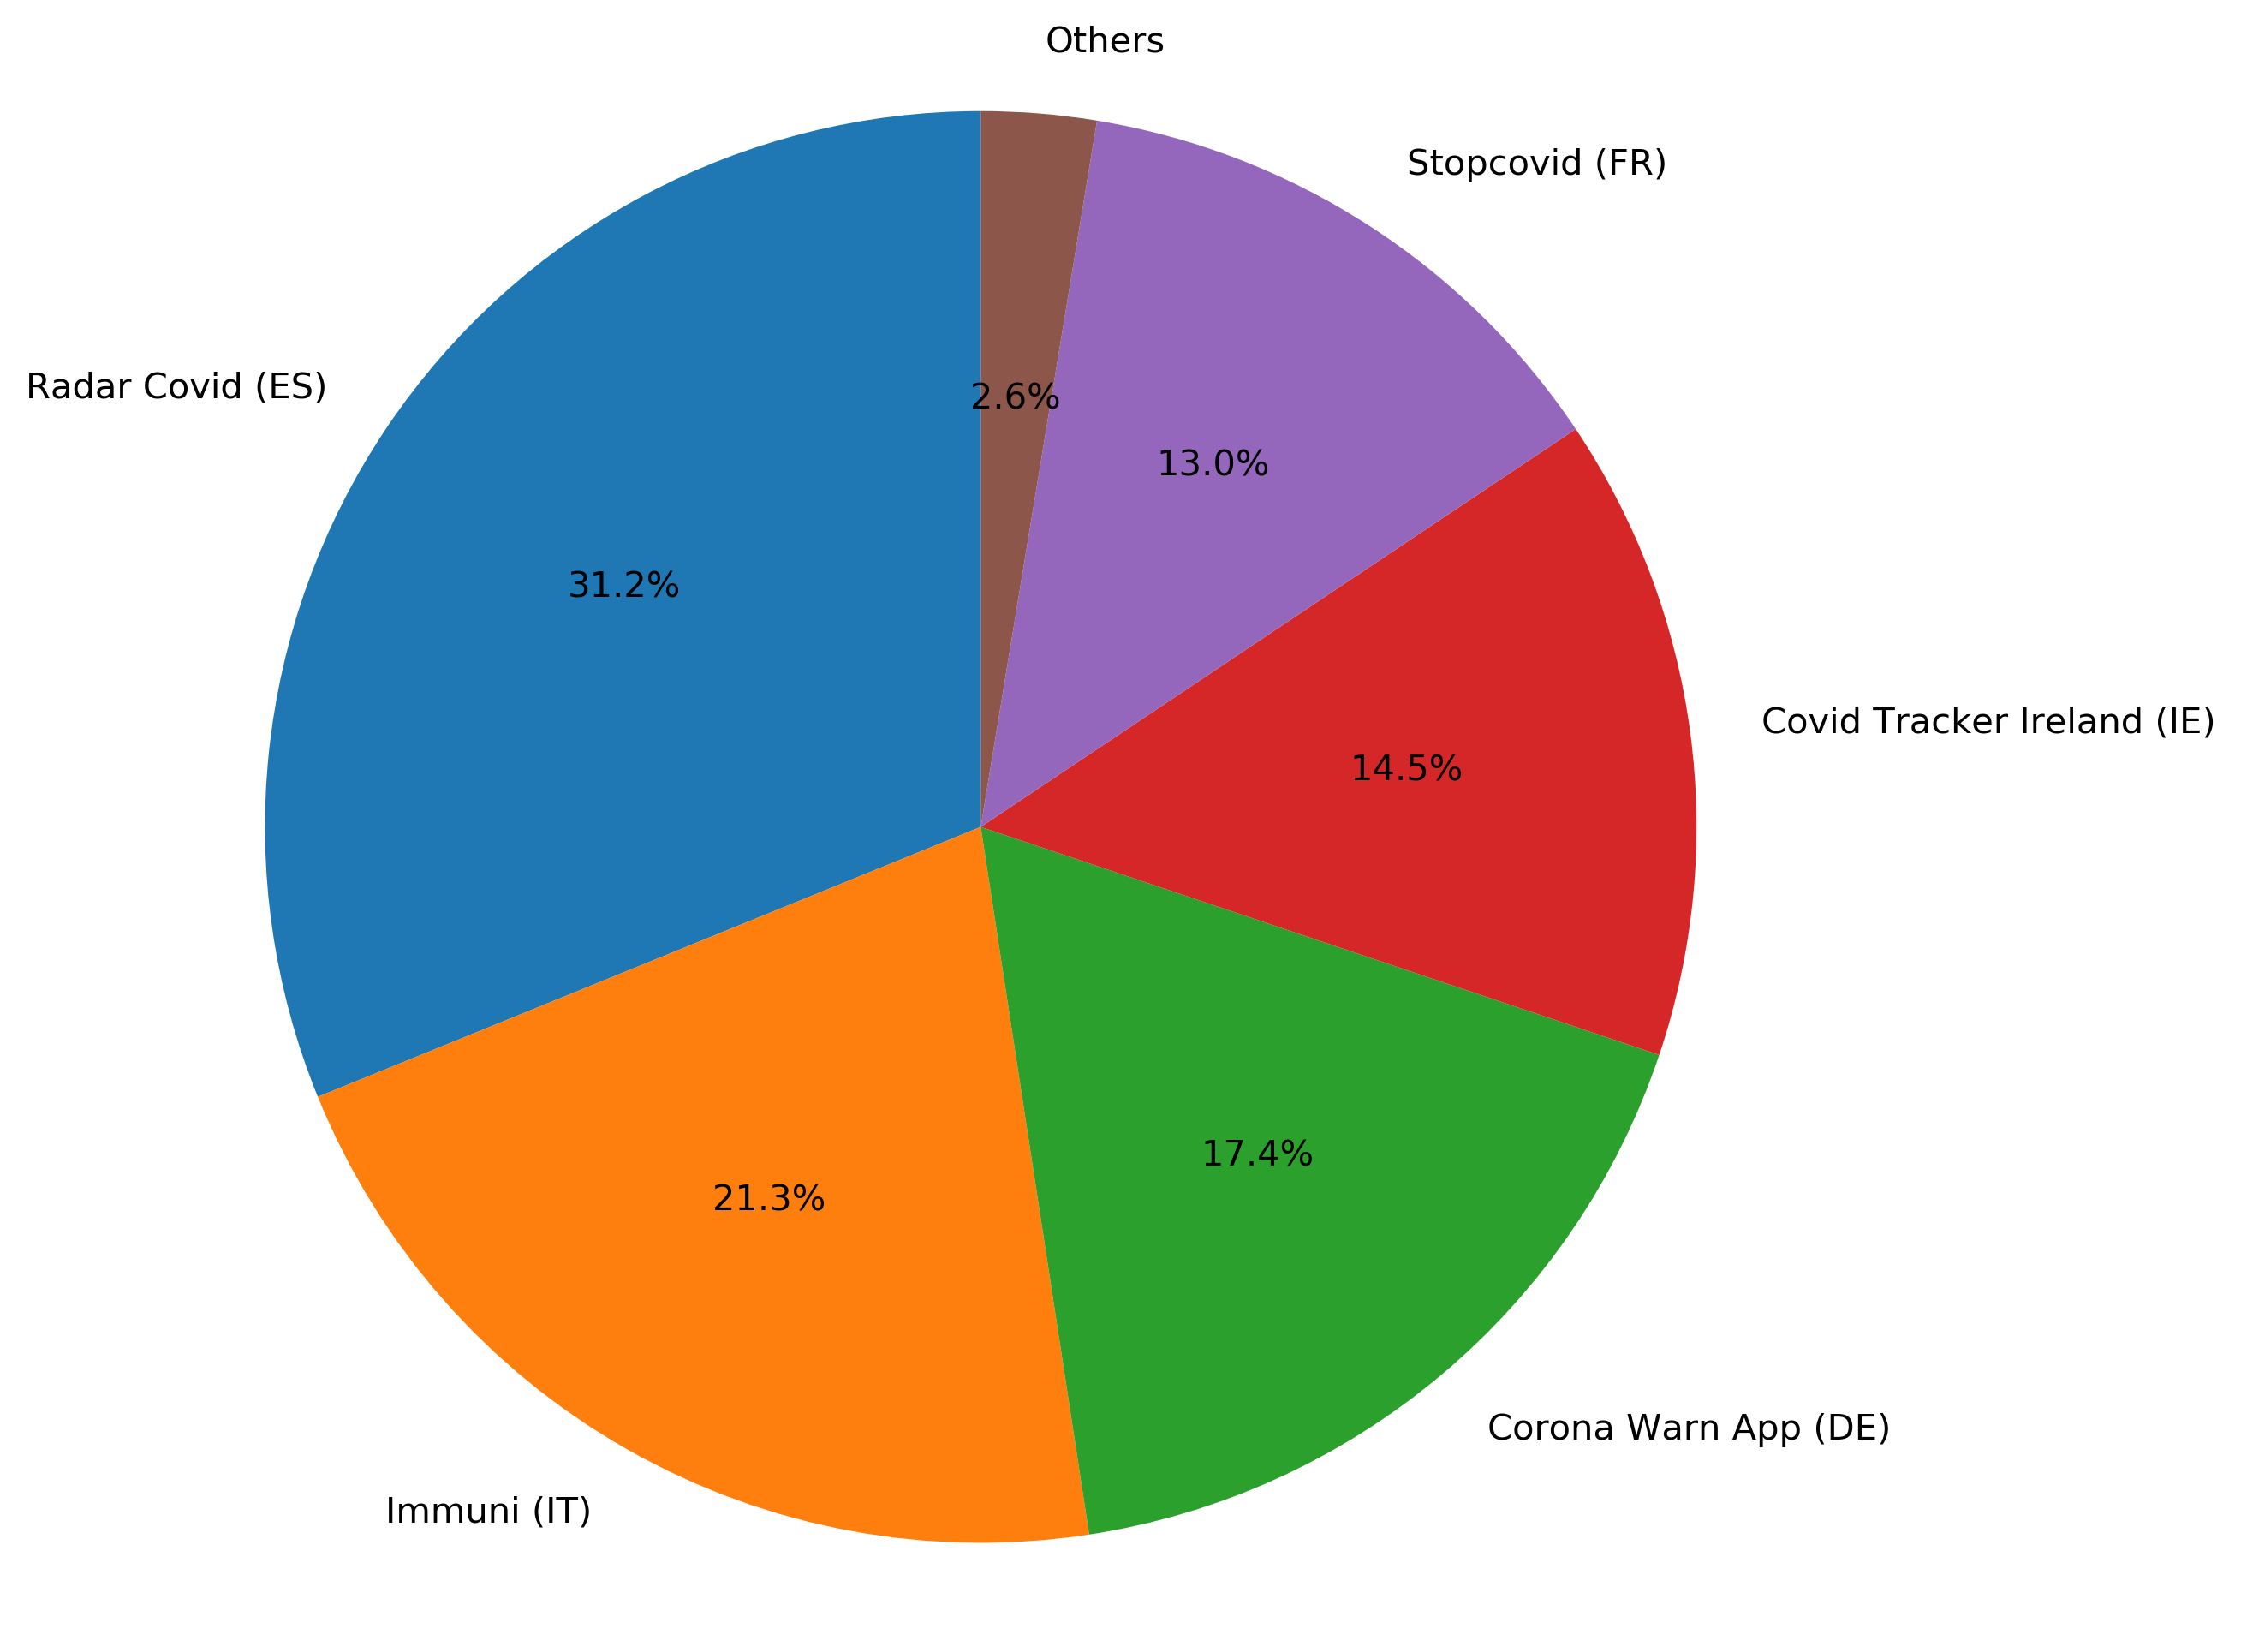 Others
Stopcovid (FR)
Radar Covid (ES)
2.6%
13.0%
31.2%
Covid Tracker Ireland (IE)
14.5%
17.4%
21.3%
Corona Warn App (DE)
Immuni (IT)